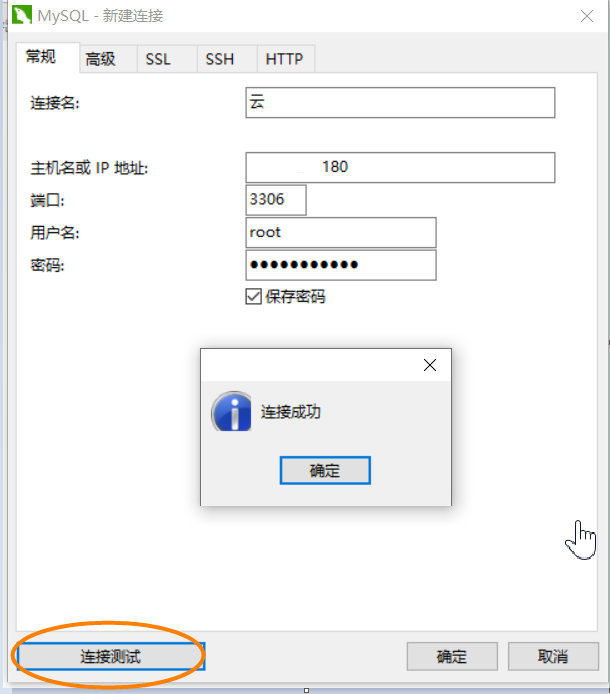 MySQL - 新建连接
常规 高级 SSL SSH HTTP
连接名: 云
主机名或 IP 地址: 180
端口: 3306
用户名: root
密码: ●●●●●●●●●●●
保存密码
连接成功
确定
连接测试 确定 取消